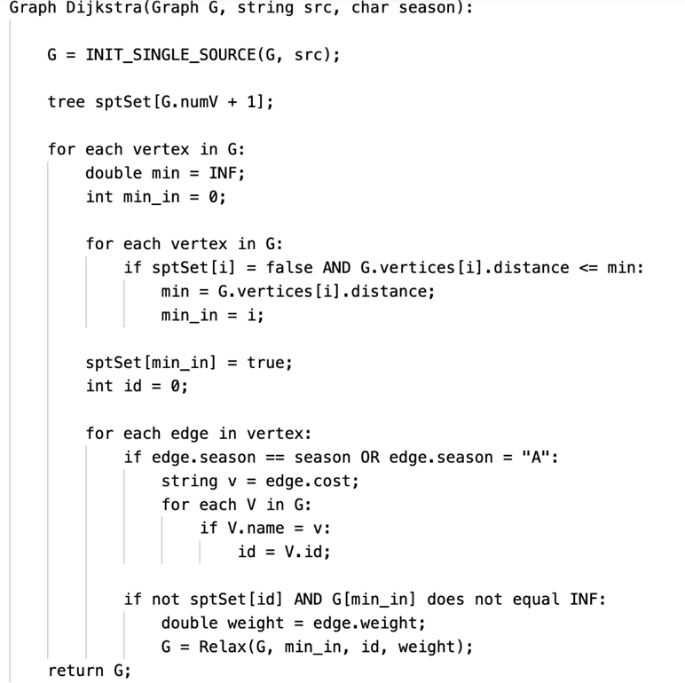 Graph Dijkstra(Graph G, string src, char season):
G = INIT_SINGLE_SOURCE(G, src);
tree sptSet[G.numV + 1];
for each vertex in G:
double min = INF;
int min_in = 0;
for each vertex in G:
if sptSet[i] = false AND G.vertices[i].distance <= min:
min = G.vertices[i].distance;
min_in = i;
sptSet[min_in] = true;
int id = 0;
for each edge in vertex:
if edge.season == season OR edge.season = "A":
string v = edge.cost;
for each V in G:
if V.name = v:
id = V.id;
if not sptSet[id] AND G[min_in] does not equal INF:
double weight = edge.weight;
G = Relax(G, min_in, id, weight);
return G;